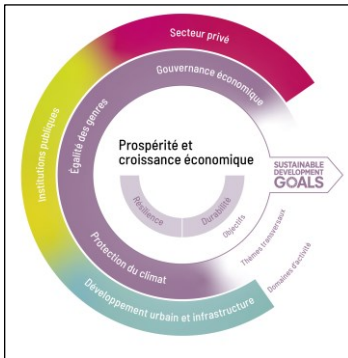 Secteur privé
Gouvernance économique
Institutions publiques
Égalité des genres
Prospérité et
croissance économique
SUSTAINABLE
DEVELOPMENT
GOALS
Résilience
Durabilité
Objectifs
Thèmes transversaux
Domaines d'activité
Protection du climat
Développement urbain et infrastructure